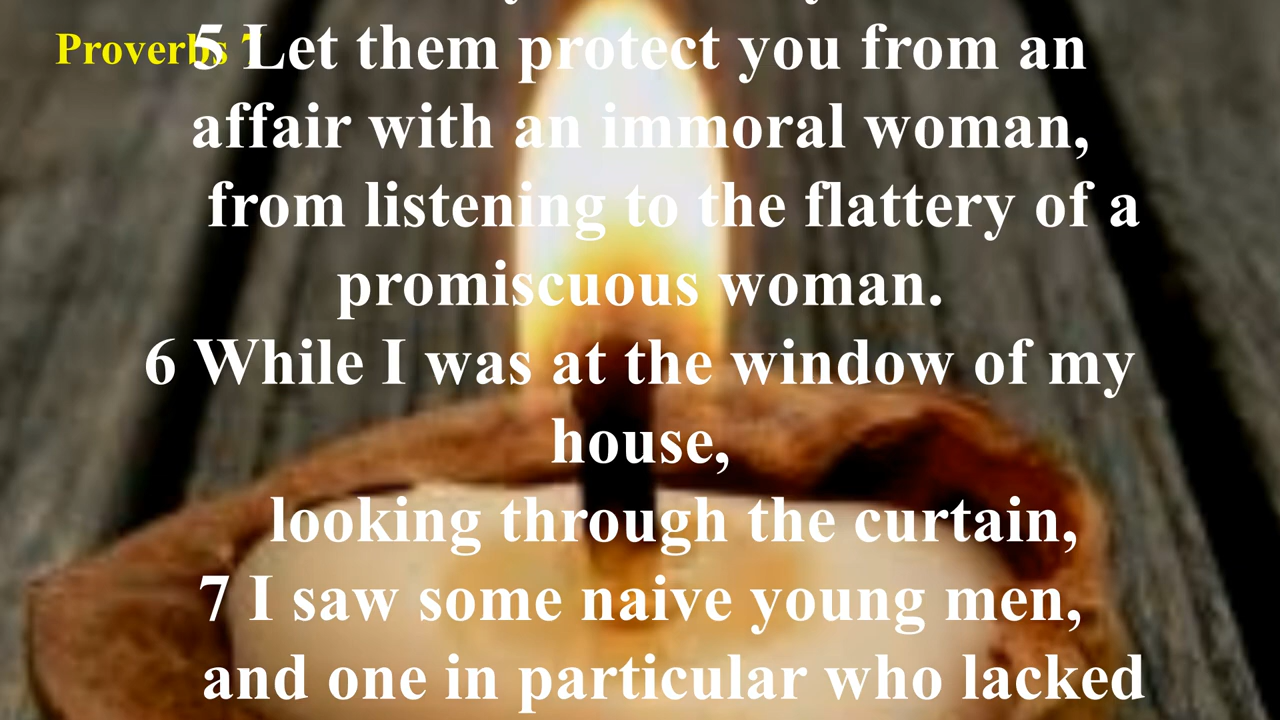 Proverbs 7
5 Let them protect you from an
affair with an immoral woman,
from listening to the flattery of a
promiscuous woman.
6 While I was at the window of my
house,
looking through the curtain,
7 I saw some naive young men,
and one in particular who lacked